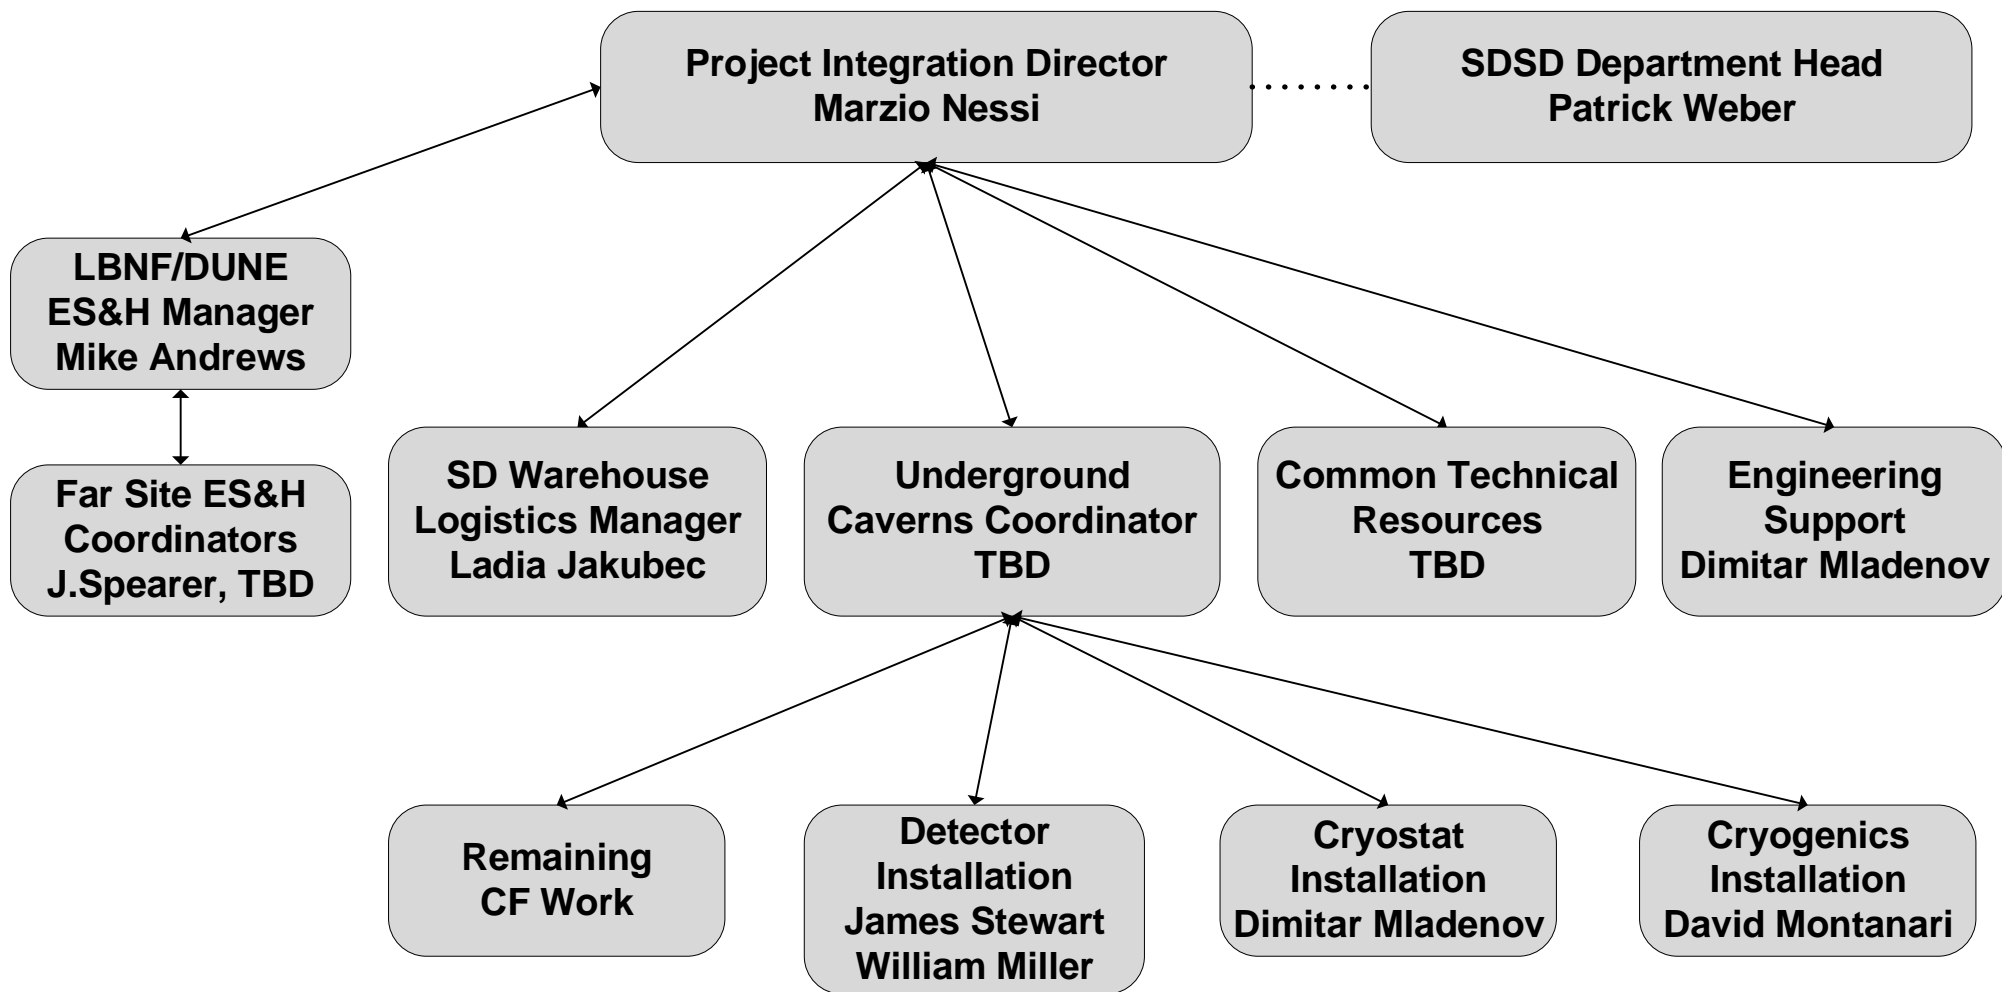 Project Integration Director
Marzio Nessi
SDSD Department Head
Patrick Weber
LBNF/DUNE
ES&H Manager
Mike Andrews
Far Site ES&H
Coordinators
J.Spearer, TBD
SD Warehouse
Logistics Manager
Ladia Jakubec
Underground
Caverns Coordinator
TBD
Common Technical
Resources
TBD
Engineering
Support
Dimitar Mladenov
Remaining
CF Work
Detector
Installation
James Stewart
William Miller
Cryostat
Installation
Dimitar Mladenov
Cryogenics
Installation
David Montanari